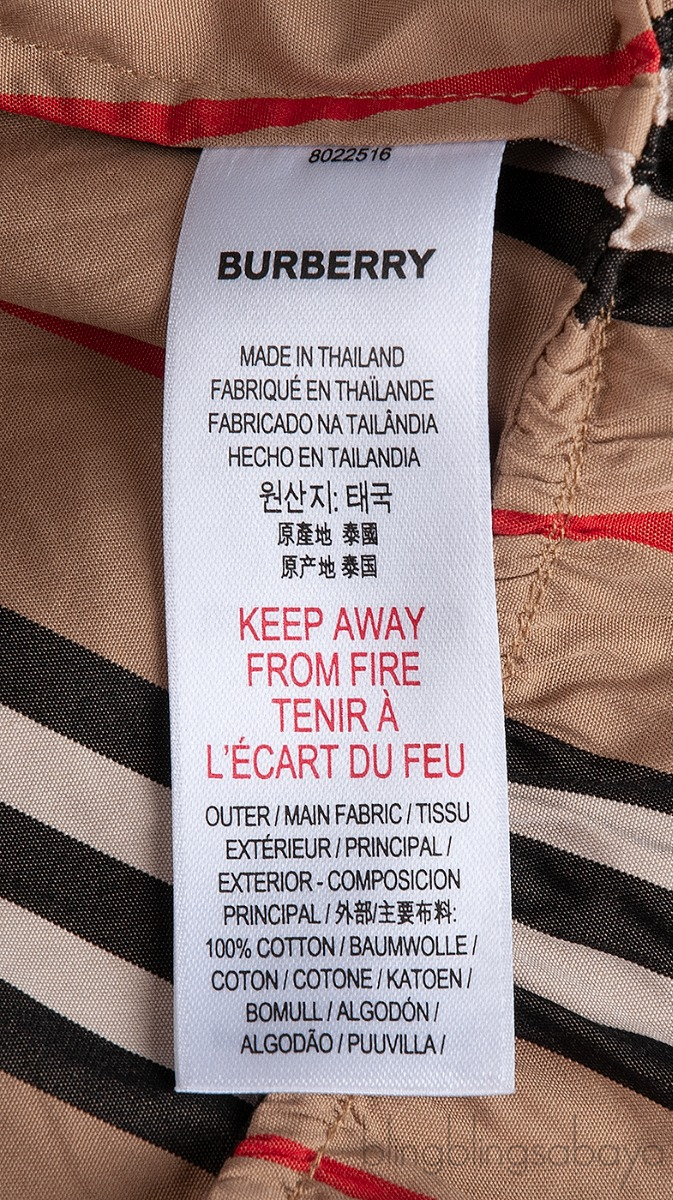 8022516
BURBERRY
MADE IN THAILAND
FABRIQUÉ EN THAÏLANDE
FABRICADO NA TAILÂNDIA
HECHO EN TAILANDIA
원산지: 태국
原產地 泰國
原产地 泰国
KEEP AWAY
FROM FIRE
TENIR À
L'ÉCART DU FEU
OUTER / MAIN FABRIC / TISSU
EXTÉRIEUR / PRINCIPAL /
EXTERIOR - COMPOSICION
PRINCIPAL / 外部/主要布料:
100% COTTON / BAUMWOLLE /
COTON / COTONE / KATOEN /
BOMULL / ALGODÓN /
ALGODÃO / PUUVILLA /
blingblingsabaya